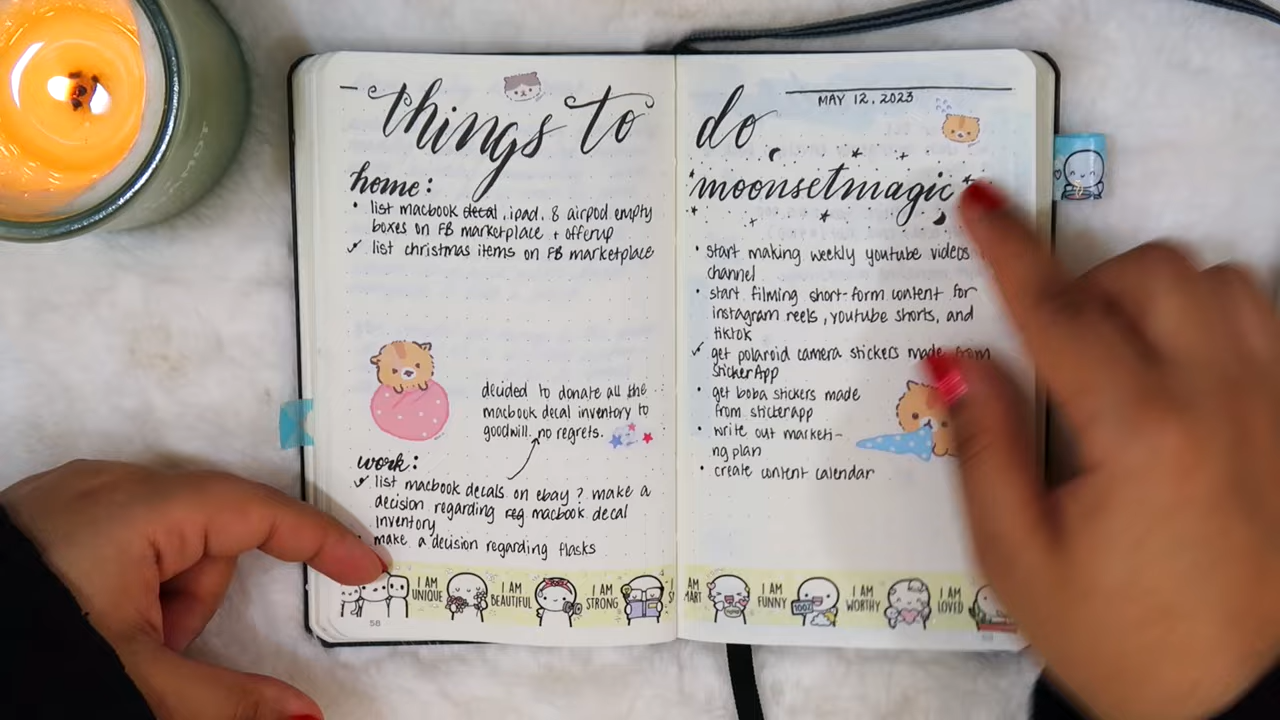 things to do
MAY 12, 2023
home:
• list macbook decal, ipad, & airpod empty
boxes on FB marketplace + offerup
✓ list christmas items on FB marketplace
decided to donate all the
macbook decal inventory to
goodwill. no regrets.
work:
✓ list macbook decals on ebay? make a
decision regarding reg macbook decal
inventory
• make a decision regarding flasks
I AM
UNIQUE
I AM
BEAUTIFUL
I AM
STRONG
58
moonsetmagic
• start making weekly youtube videos
channel
• start filming short-form content for
instagram reels, youtube shorts, and
tiktok
✓ get polaroid camera stickers made from
StickerApp
• get boba stickers made
from stickerapp
• write out marketi-
ng plan
• create content calendar
I AM
FUNNY
100%
I AM
WORTHY
I AM
LOVED